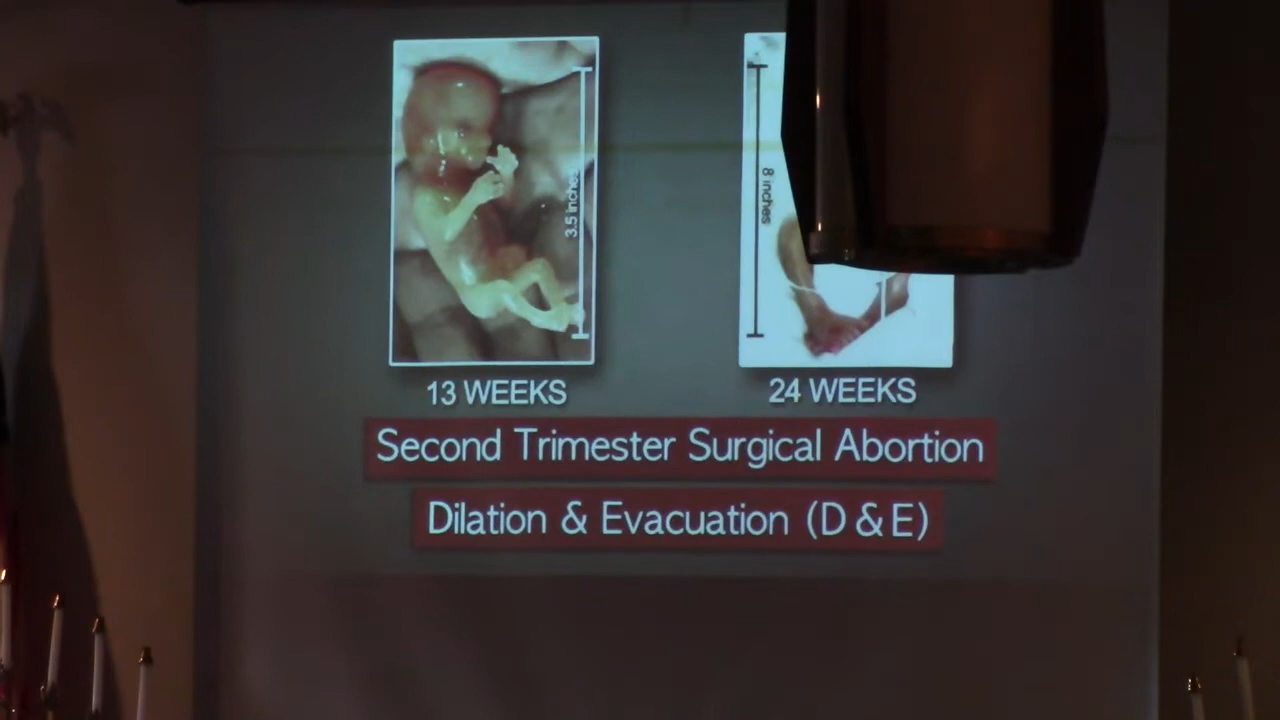 3.5 inches
8 inches
13 WEEKS
24 WEEKS
Second Trimester Surgical Abortion
Dilation & Evacuation (D & E)